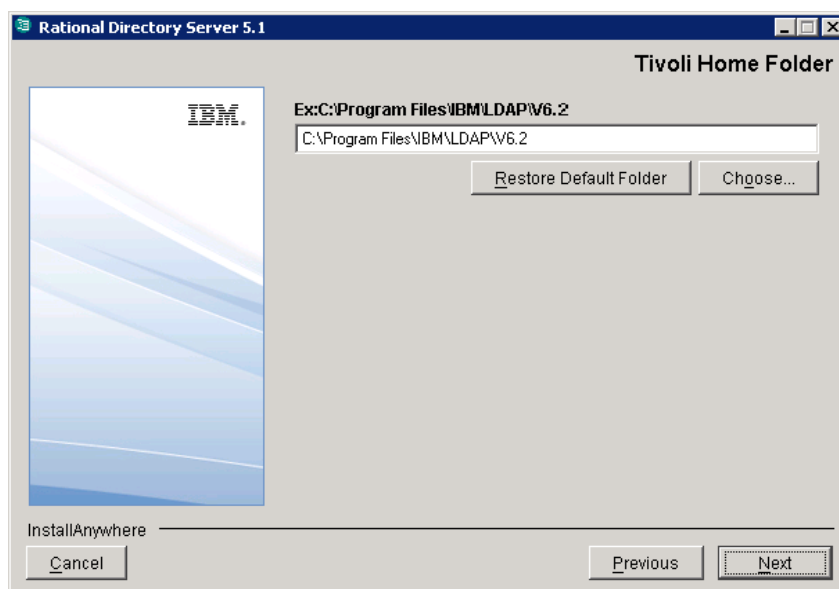 Rational Directory Server 5.1
Tivoli Home Folder
IBM.
Ex:C:\Program Files\IBM\LDAP\V6.2
C:\Program Files\IBM\LDAP\V6.2
Restore Default Folder
Choose...
InstallAnywhere
Cancel
Previous
Next